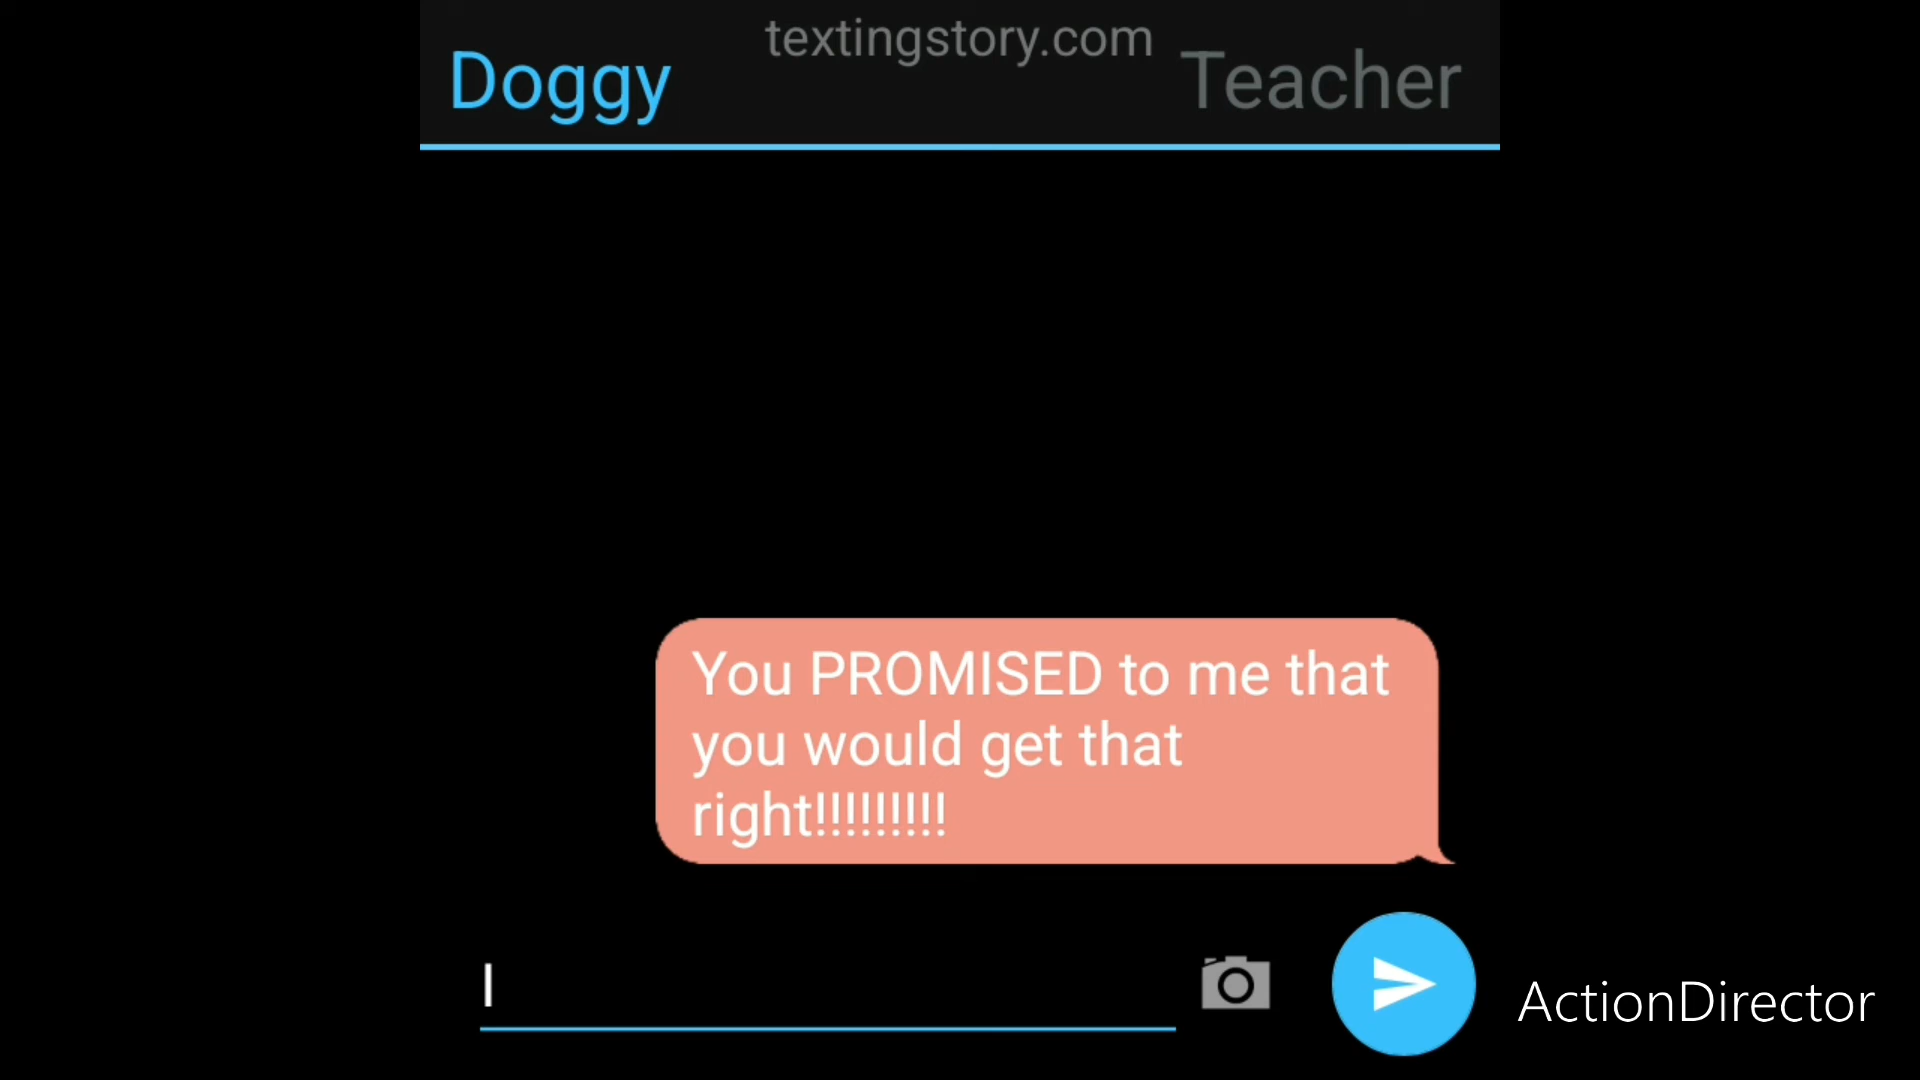 textingstory.com
Doggy
Teacher
You PROMISED to me that
you would get that
right!!!!!!!!!
ActionDirector